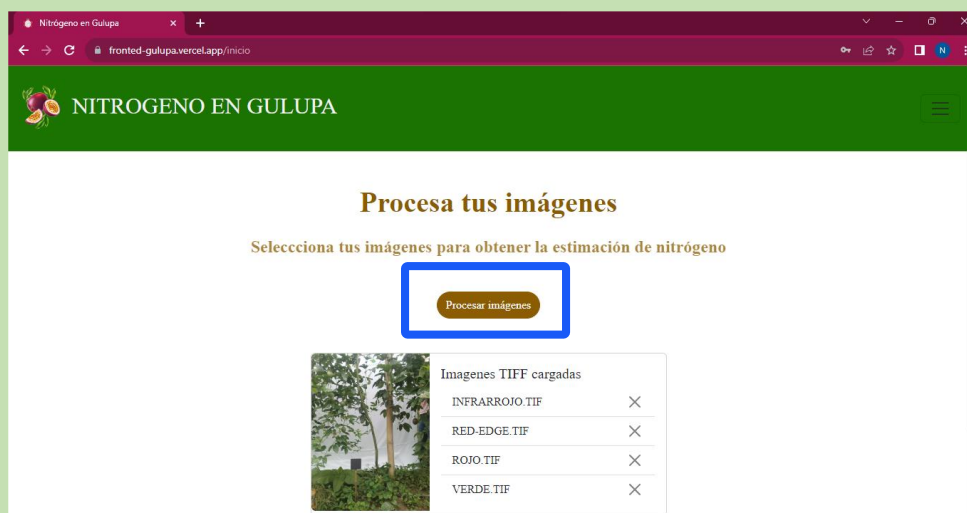 Nitrógeno en Gulupa
fronted-gulupa.vercel.app/inicio
N
NITROGENO EN GULUPA
Procesa tus imágenes
Seleccciona tus imágenes para obtener la estimación de nitrógeno
Procesar imágenes
Imagenes TIFF cargadas
INFRARROJO.TIF
RED-EDGE.TIF
ROJO.TIF
VERDE.TIF